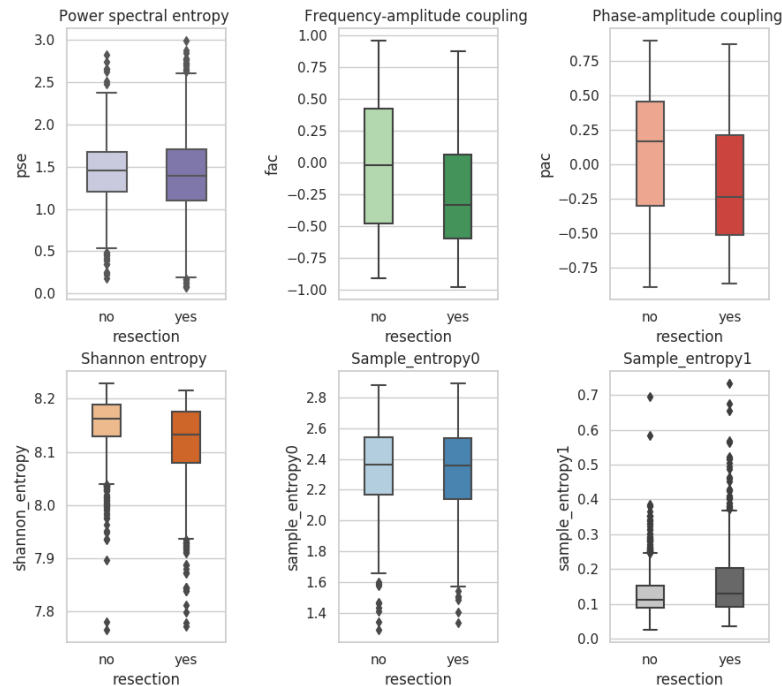 Power spectral entropy
pse
3.0
2.5
2.0
1.5
1.0
0.5
0.0
no yes
resection
Frequency-amplitude coupling
fac
1.00
0.75
0.50
0.25
0.00
−0.25
−0.50
−0.75
−1.00
no yes
resection
Phase-amplitude coupling
pac
0.75
0.50
0.25
0.00
−0.25
−0.50
−0.75
no yes
resection
Shannon entropy
shannon_entropy
8.2
8.1
8.0
7.9
7.8
no yes
resection
Sample_entropy0
sample_entropy0
2.8
2.6
2.4
2.2
2.0
1.8
1.6
1.4
no yes
resection
Sample_entropy1
sample_entropy1
0.7
0.6
0.5
0.4
0.3
0.2
0.1
0.0
no yes
resection